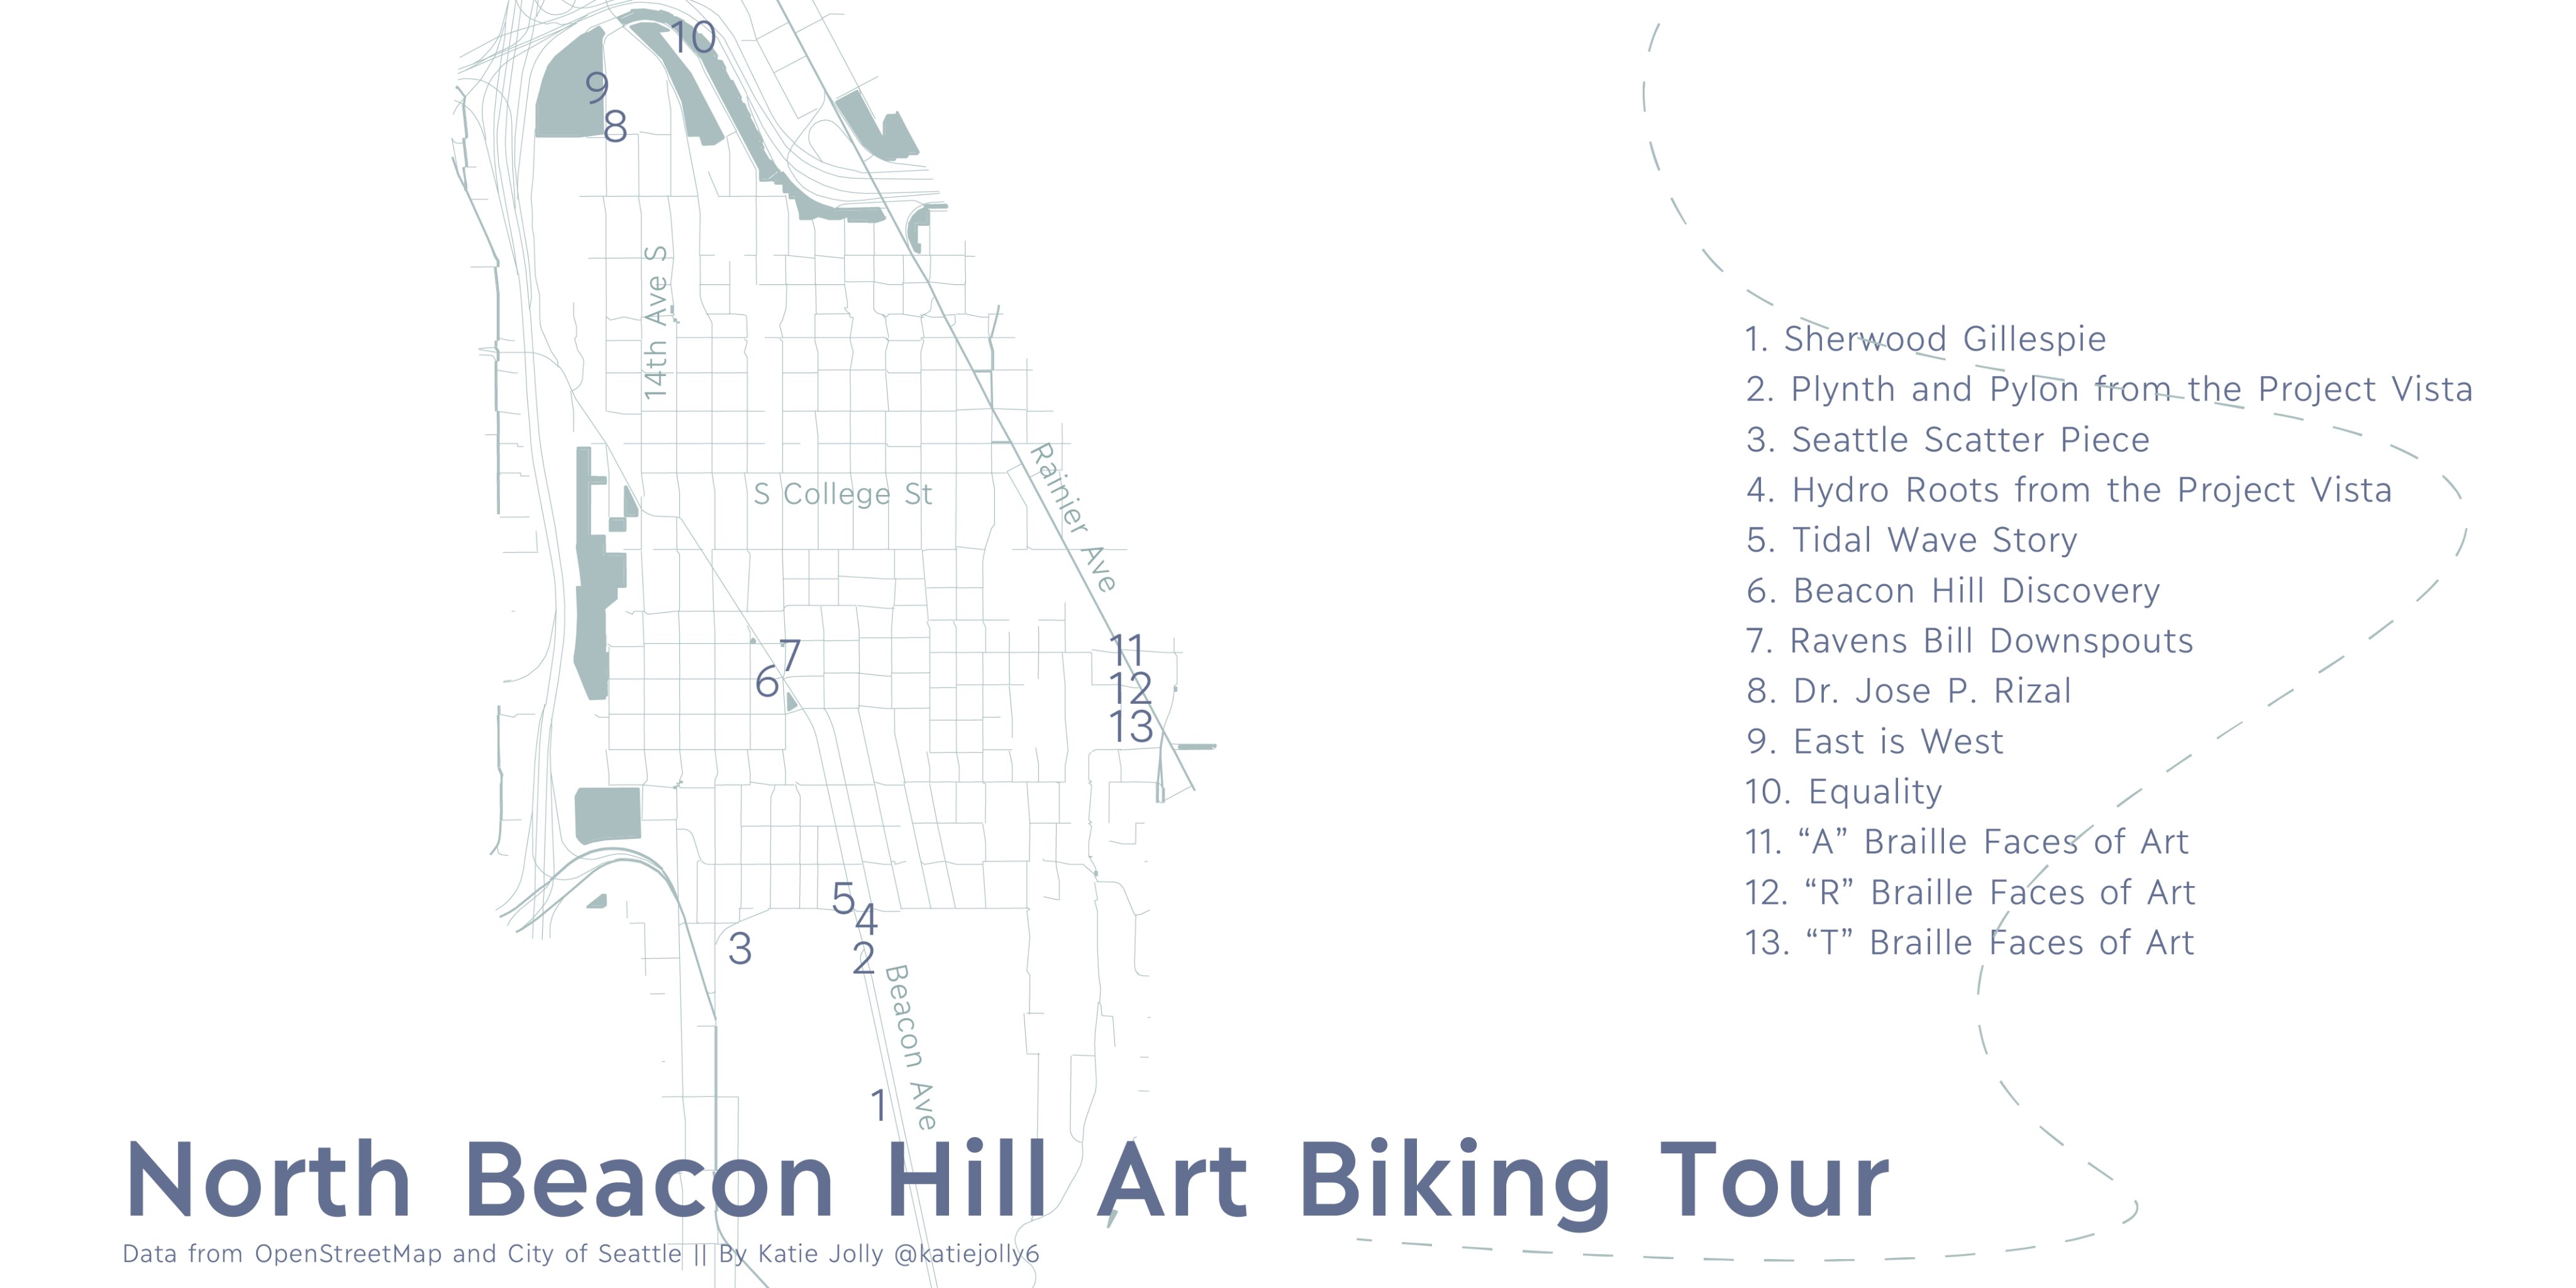 10
9
8
14th Ave S
Rainier Ave
S College St
7
6
11
12
13
5
4
3
2
Beacon Ave
1
1. Sherwood Gillespie
2. Plynth and Pylon from the Project Vista
3. Seattle Scatter Piece
4. Hydro Roots from the Project Vista
5. Tidal Wave Story
6. Beacon Hill Discovery
7. Ravens Bill Downspouts
8. Dr. Jose P. Rizal
9. East is West
10. Equality
11. “A” Braille Faces of Art
12. “R” Braille Faces of Art
13. “T” Braille Faces of Art
North Beacon Hill Art Biking Tour
Data from OpenStreetMap and City of Seattle || By Katie Jolly @katiejolly6